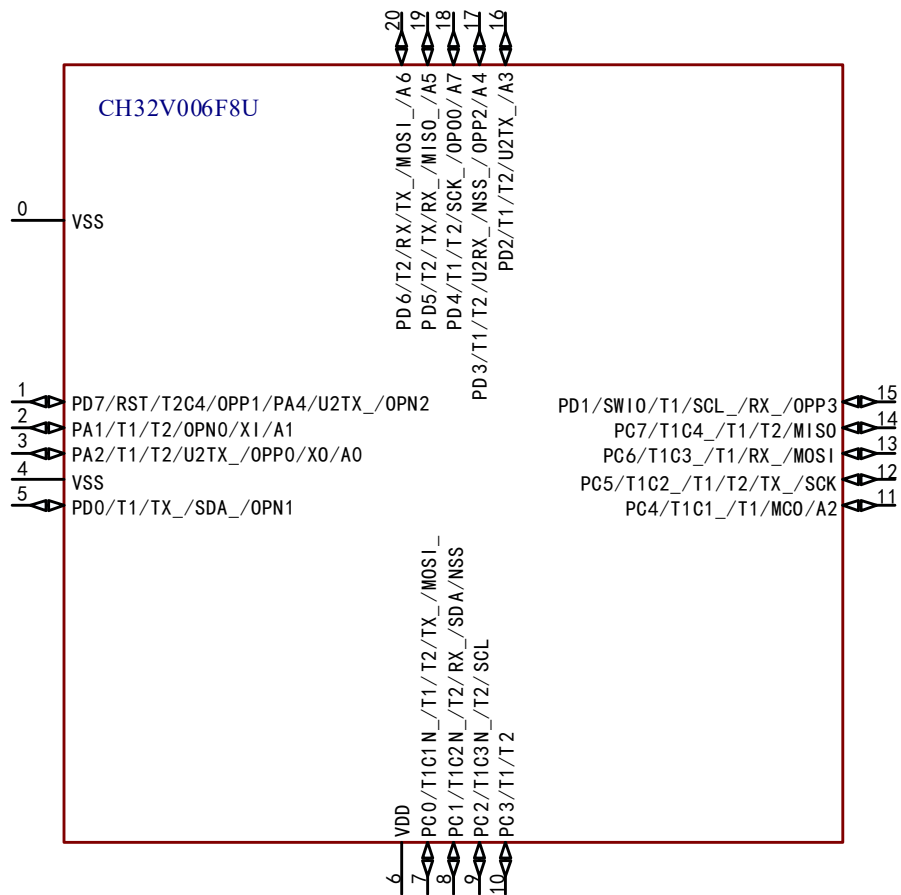 20
19
18
17
16
PD6/T2/RX/TX_/MOSI_/A6
PD5/T2/TX/RX_/MISO_/A5
PD4/T1/T2/SCK_/OPO0/A7
PD3/T1/T2/U2RX_/NSS_/OPP2/A4
PD2/T1/T2/U2TX_/A3
CH32V006F8U
0
VSS
1
PD7/RST/T2C4/OPP1/PA4/U2TX_/OPN2
2
PA1/T1/T2/OPN0/XI/A1
3
PA2/T1/T2/U2TX_/OPP0/XO/A0
4
VSS
5
PD0/T1/TX_/SDA_/OPN1
PD1/SWIO/T1/SCL_/RX_/OPP3
15
PC7/T1C4_/T1/T2/MISO
14
PC6/T1C3_/T1/RX_/MOSI
13
PC5/T1C2_/T1/T2/TX_/SCK
12
PC4/T1C1_/T1/MCO/A2
11
VDD
PC0/T1C1N_/T1/T2/TX_/MOSI_
PC1/T1C2N_/T2/RX_/SDA/NSS
PC2/T1C3N_/T2/SCL
PC3/T1/T2
6
7
8
9
10